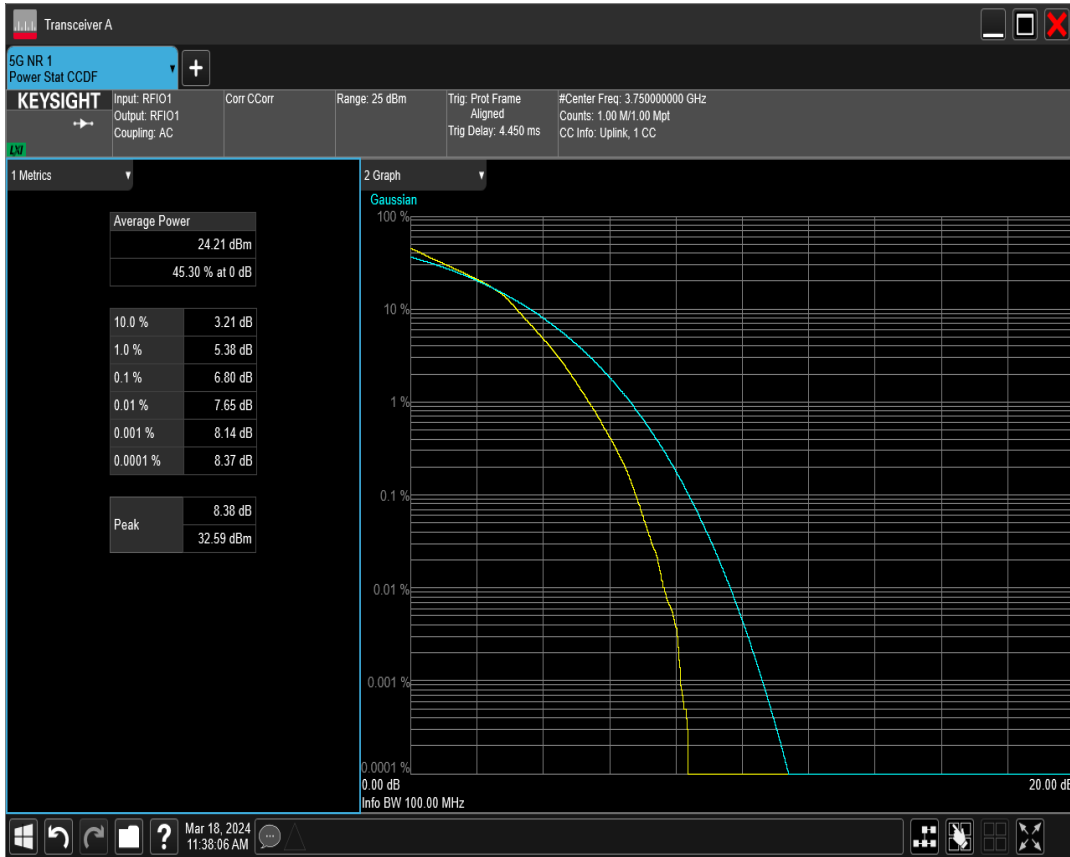 Transceiver A
5G NR 1
Power Stat CCDF
+
KEYSIGHT
LXI
Input: RFIO1
Output: RFIO1
Coupling: AC
Corr CCorr
Range: 25 dBm
Trig: Prot Frame
Aligned
Trig Delay: 4.450 ms
#Center Freq: 3.750000000 GHz
Counts: 1.00 M/1.00 Mpt
CC Info: Uplink, 1 CC
1 Metrics
Average Power
24.21 dBm
45.30 % at 0 dB
10.0 % 3.21 dB
1.0 % 5.38 dB
0.1 % 6.80 dB
0.01 % 7.65 dB
0.001 % 8.14 dB
0.0001 % 8.37 dB
Peak
8.38 dB
32.59 dBm
2 Graph
Gaussian
100 %
10 %
1 %
0.1 %
0.01 %
0.001 %
0.0001 %
0.00 dB 20.00 dB
Info BW 100.00 MHz
?
Mar 18, 2024
11:38:06 AM